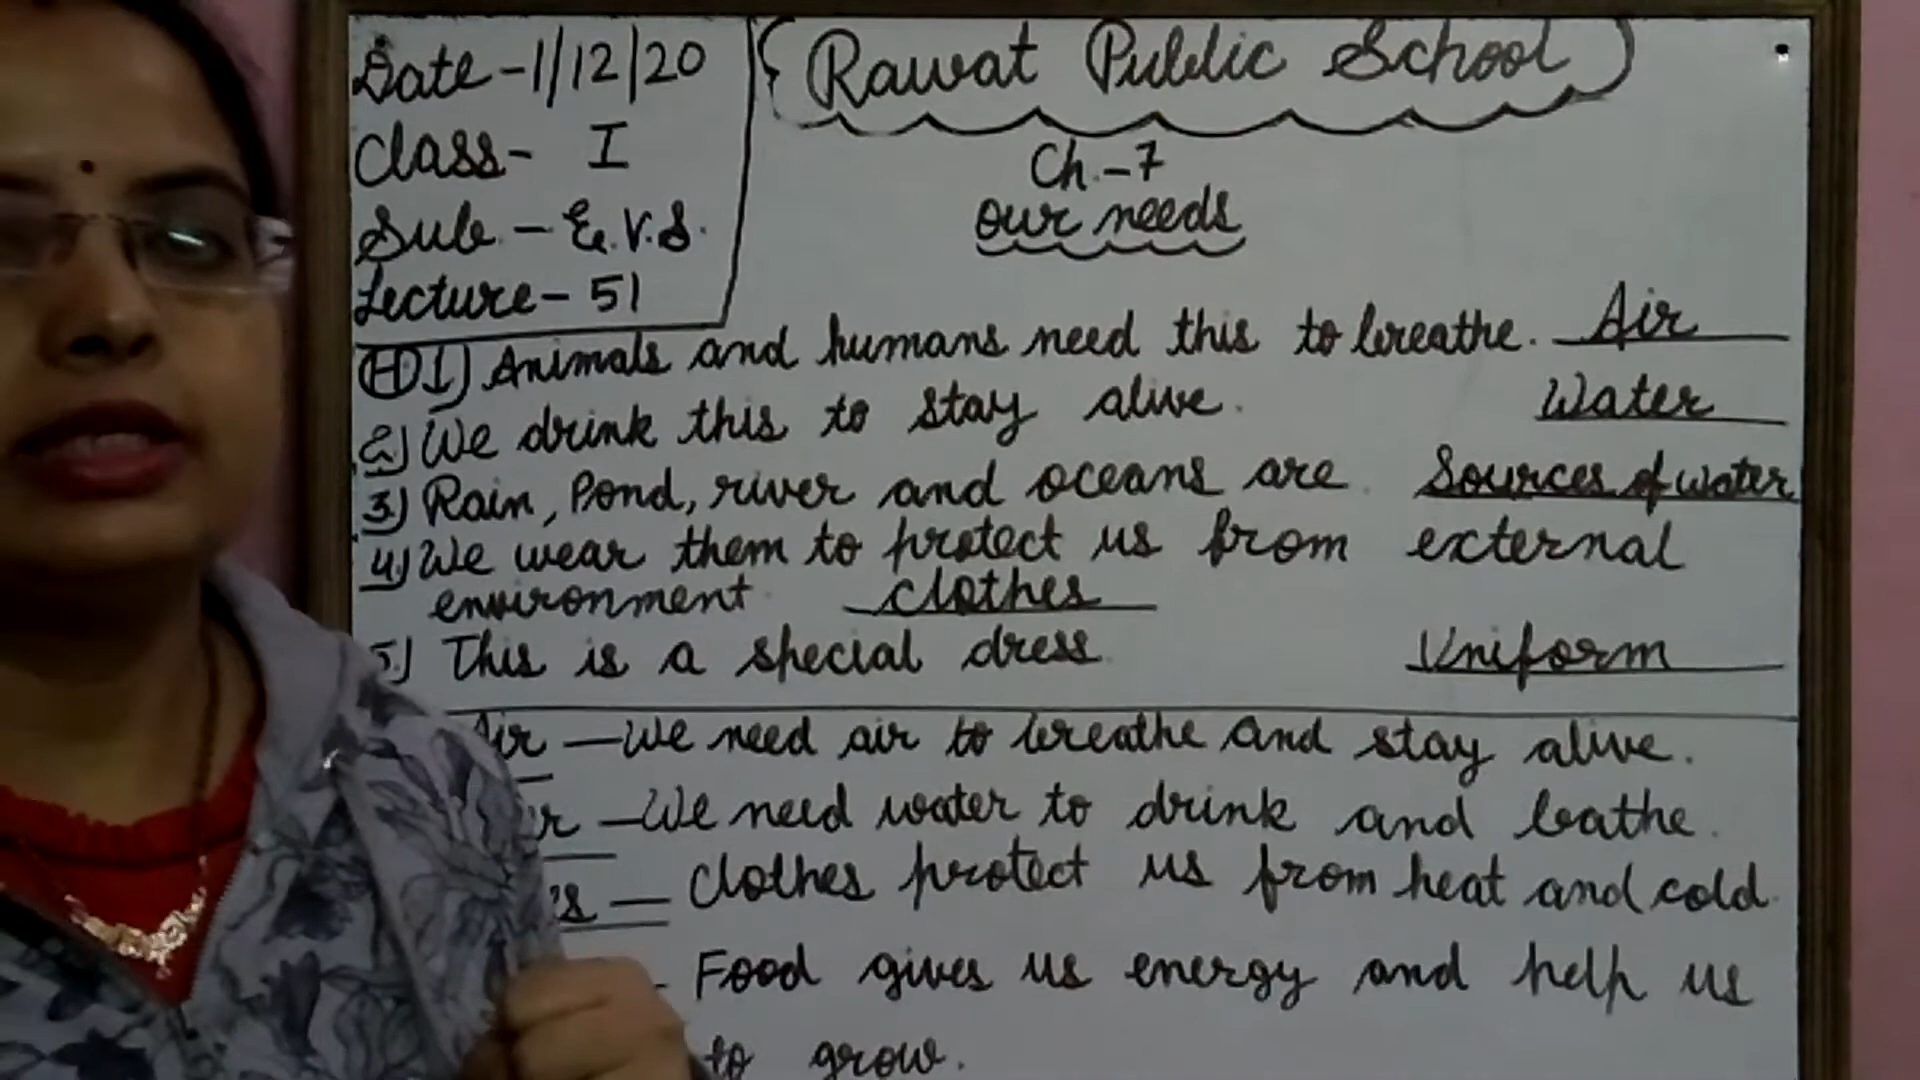 Date - 1/12/20
Class - I
Sub - E.V.S.
Lecture - 51
Rawat Public School
Ch - 7
our needs
(H) 1) Animals and humans need this to breathe. Air
2) We drink this to stay alive. Water
3) Rain, Pond, river and oceans are Sources of water
4) We wear them to protect us from external
environment clothes
5) This is a special dress Uniform
Air - We need air to breathe and stay alive.
- We need water to drink and bathe.
- Clothes protect us from heat and cold.
- Food gives us energy and help us
to grow.